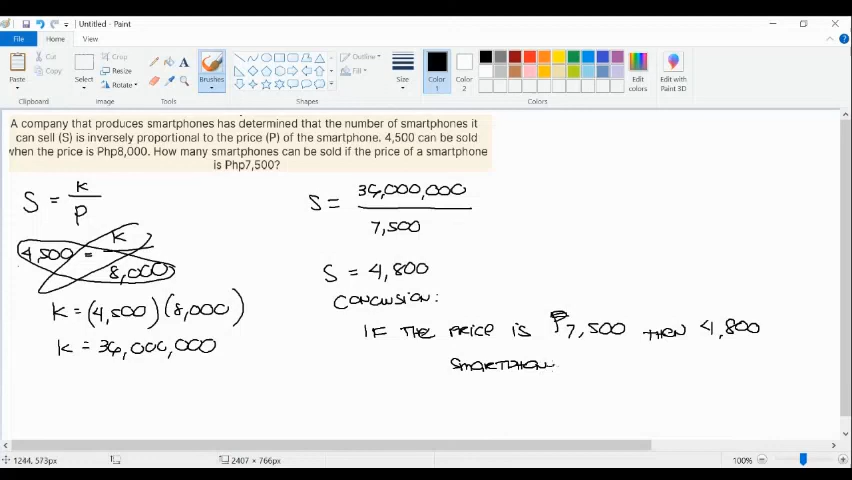 Untitled - Paint
File Home View
Paste
Cut
Copy
Clipboard
Select
Crop
Resize
Rotate
Image
Tools
Brushes
Shapes
Outline
Fill
Size
Color 1
Color 2
Colors
Edit colors
Edit with Paint 3D
A company that produces smartphones has determined that the number of smartphones it
can sell (S) is inversely proportional to the price (P) of the smartphone. 4,500 can be sold
when the price is Php8,000. How many smartphones can be sold if the price of a smartphone
is Php7,500?
S = K
P
4,500 = K
8,000
K = (4,500)(8,000)
K = 36,000,000
S = 36,000,000
7,500
S = 4,800
CONCLUSION:
IF THE PRICE IS ₱7,500 THEN 4,800
SMARTPHON
1244, 573px
2407 × 766px
100%